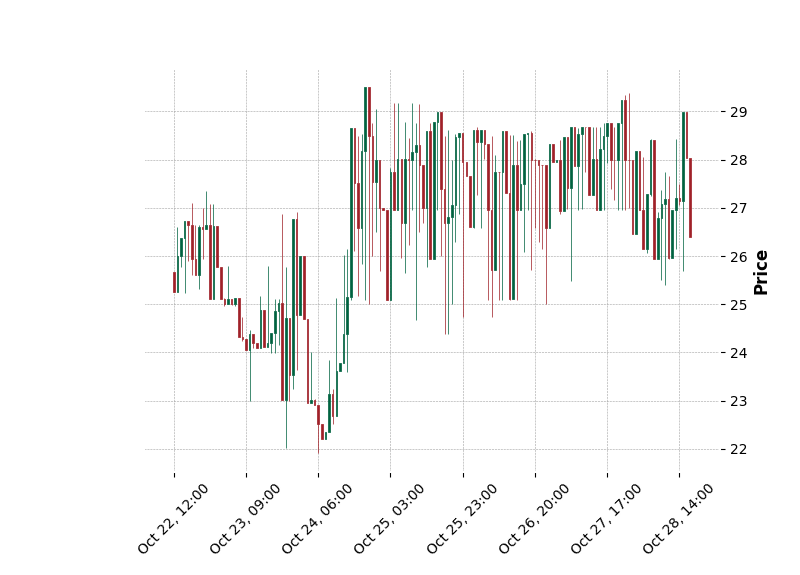 29
28
27
26
25
24
23
22
Price
Oct 22, 12:00
Oct 23, 09:00
Oct 24, 06:00
Oct 25, 03:00
Oct 25, 23:00
Oct 26, 20:00
Oct 27, 17:00
Oct 28, 14:00